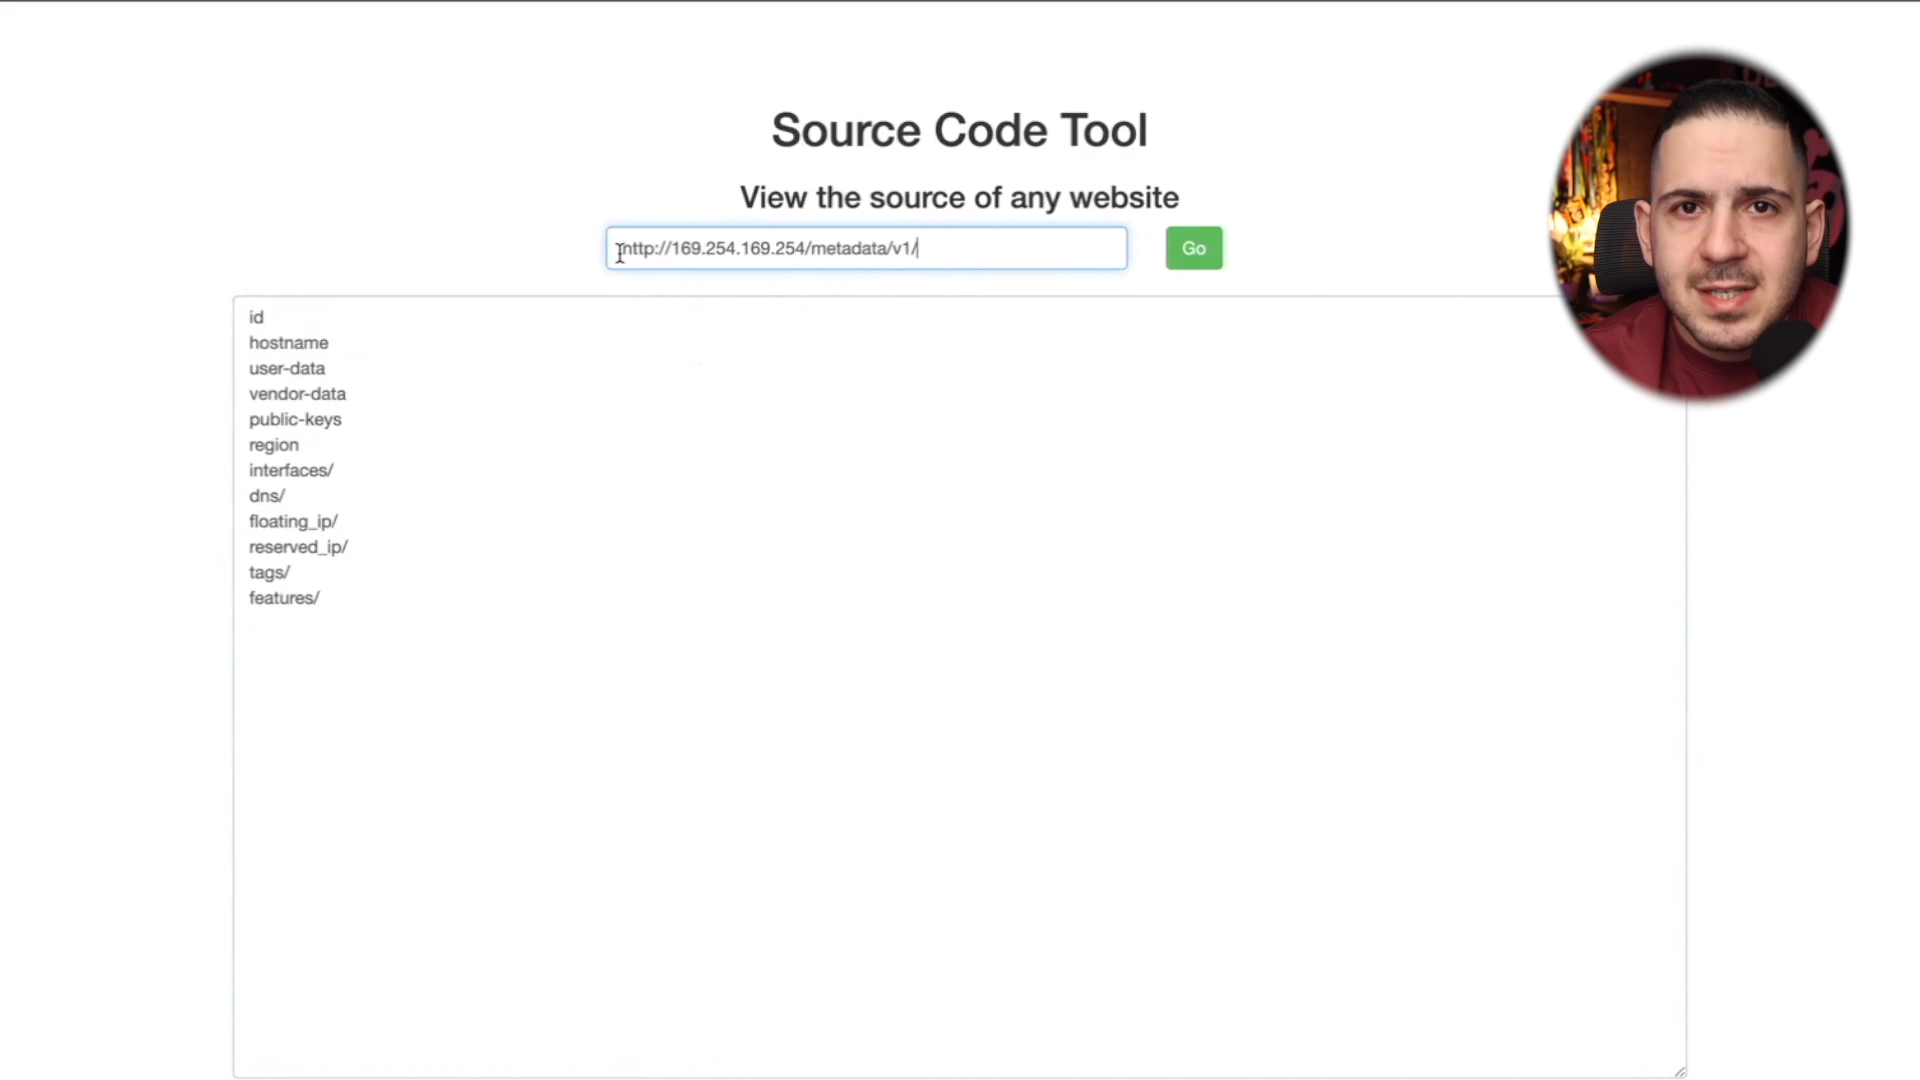 Source Code Tool
View the source of any website
http://169.254.169.254/metadata/v1/
Go
id
hostname
user-data
vendor-data
public-keys
region
interfaces/
dns/
floating_ip/
reserved_ip/
tags/
features/